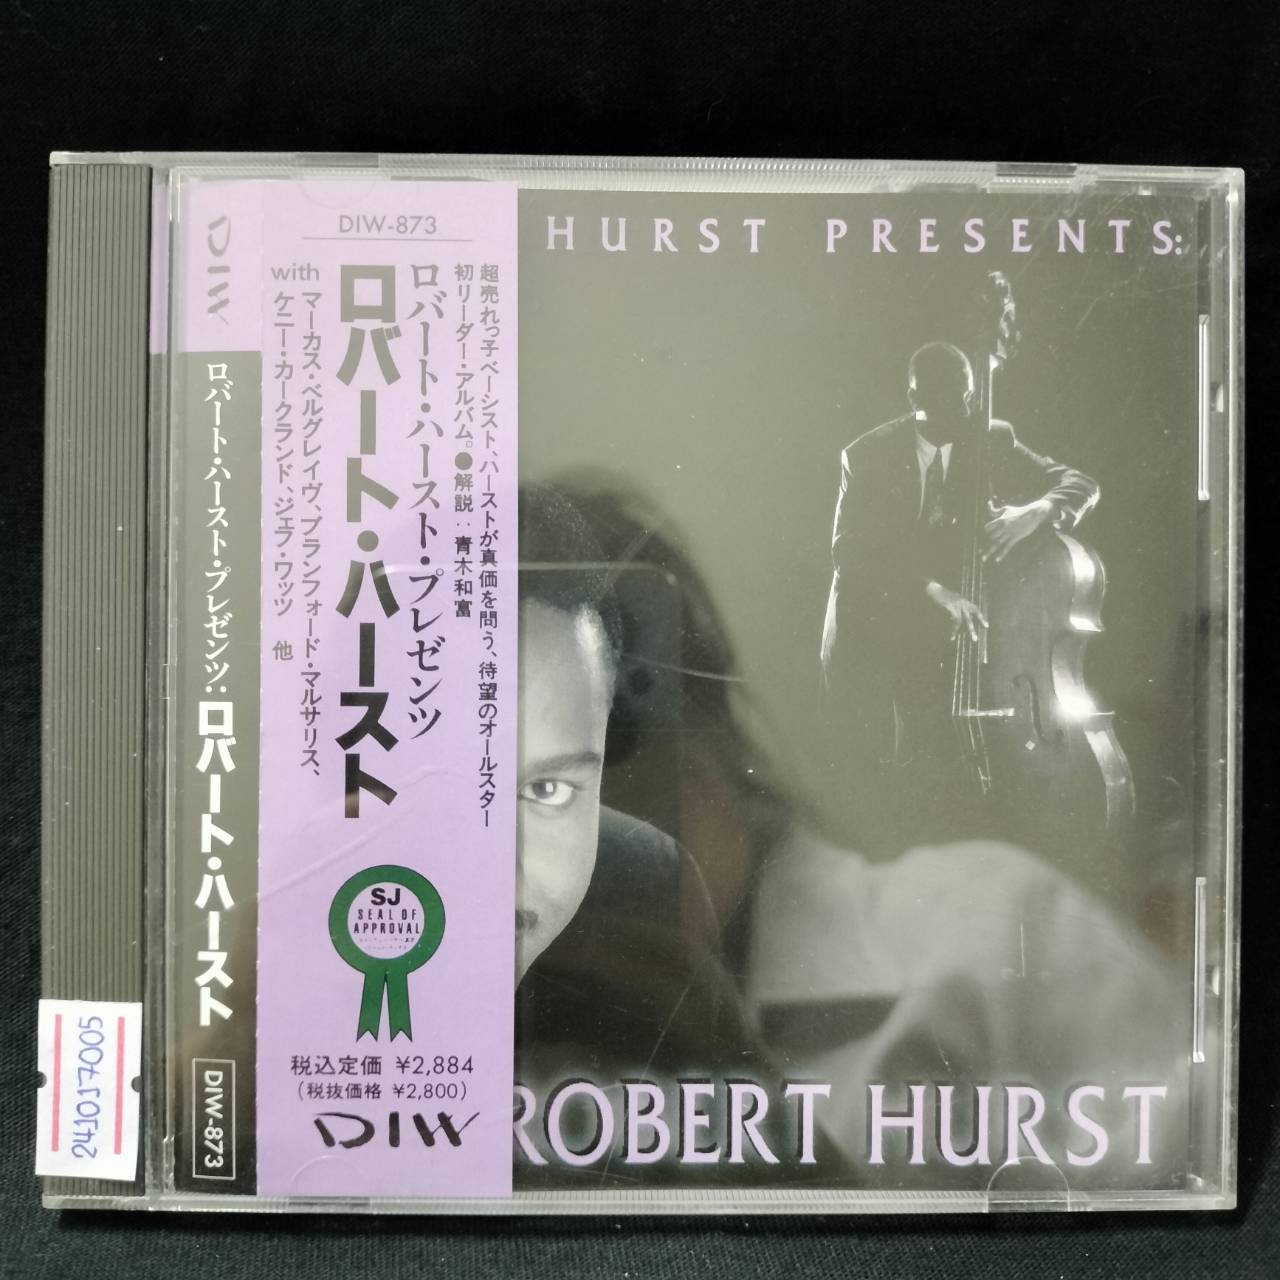 DIW
ロバート・ハースト・プレゼンツ:ロバート・ハースト
DIW-873
DIW-873
超売れっ子ベーシスト、ハーストが真価を問う、待望のオールスター
初リーダー・アルバム。●解説:青木和富
ロバート・ハースト・プレゼンツ
ロバート・ハースト
with
マーカス・ベルグレイヴ、ブランフォード・マルサリス、
ケニー・カークランド、ジェフ・ワッツ 他
SJ
SEAL OF
APPROVAL
税込定価 ¥2,884
(税抜価格 ¥2,800)
DIW
HURST PRESENTS:
ROBERT HURST
241017005